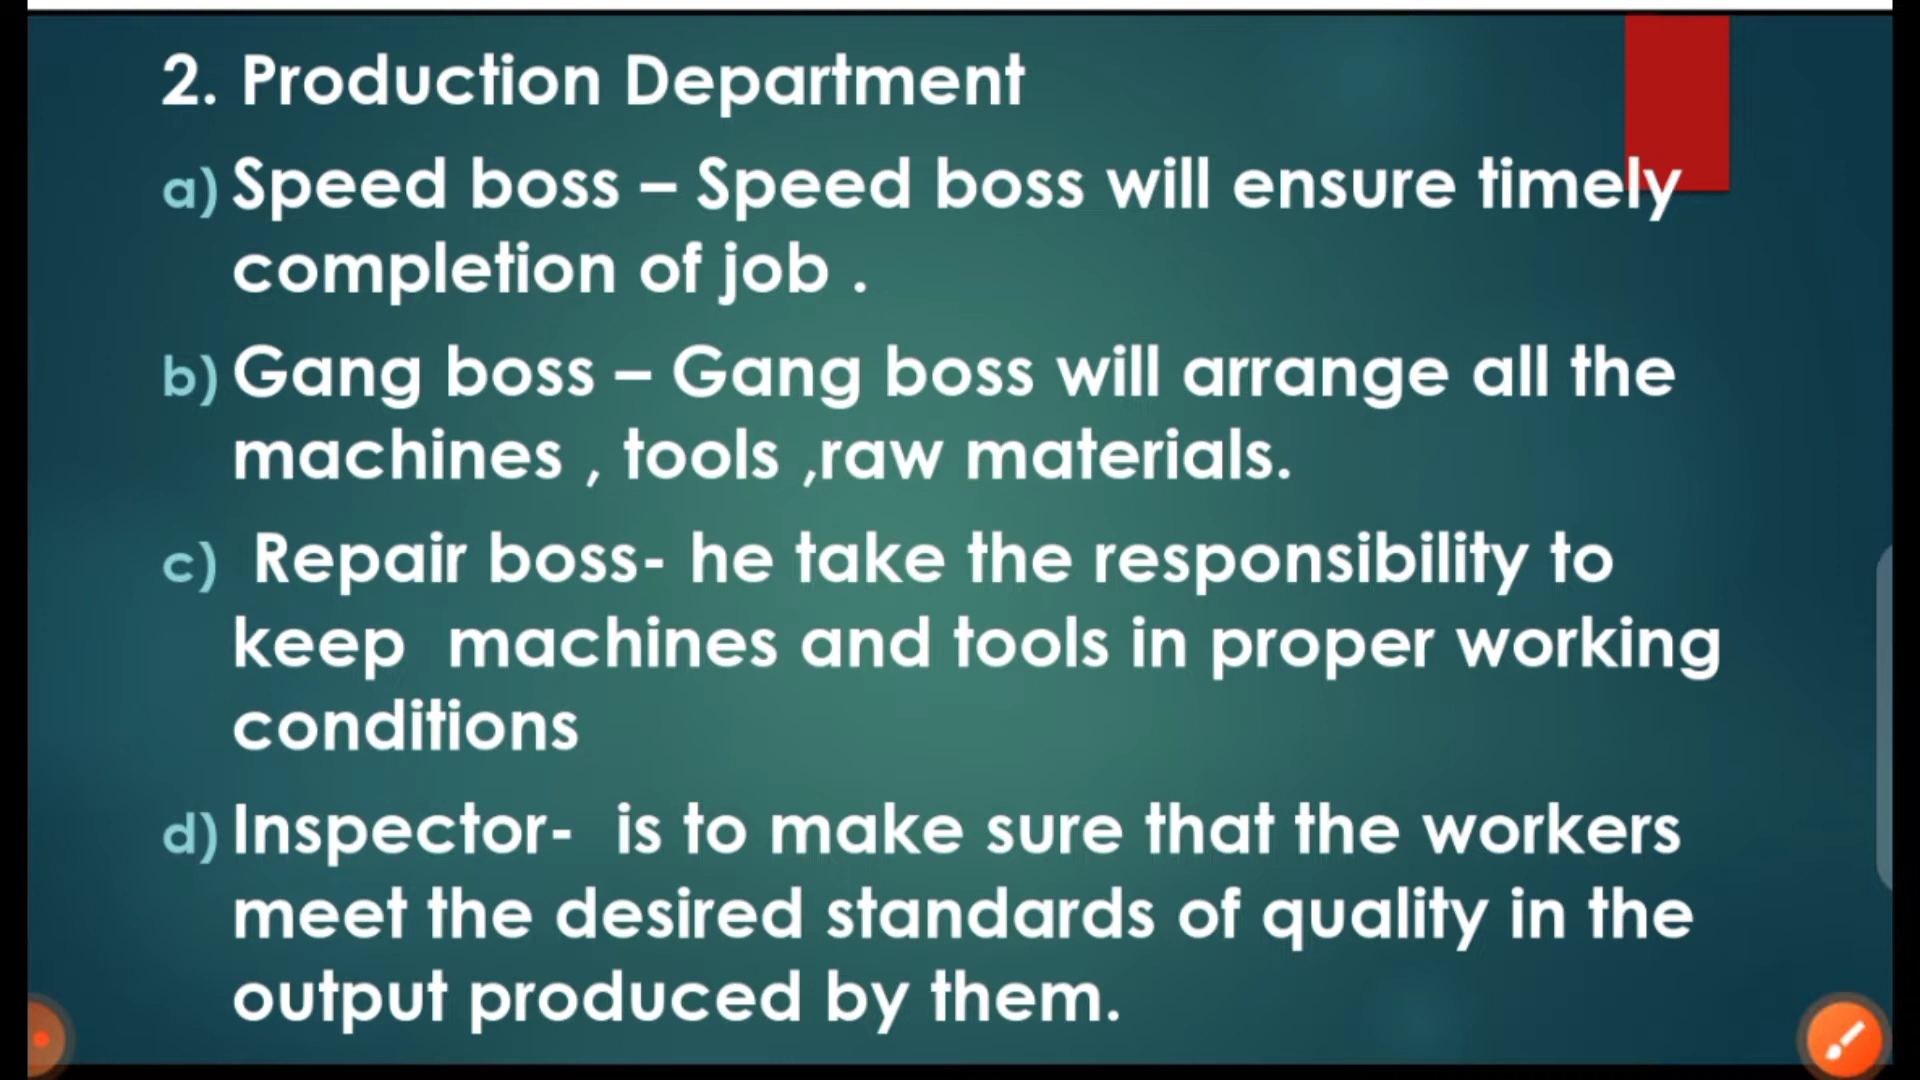 2. Production Department
a) Speed boss – Speed boss will ensure timely
completion of job .
b) Gang boss – Gang boss will arrange all the
machines , tools ,raw materials.
c) Repair boss- he take the responsibility to
keep machines and tools in proper working
conditions
d) Inspector- is to make sure that the workers
meet the desired standards of quality in the
output produced by them.